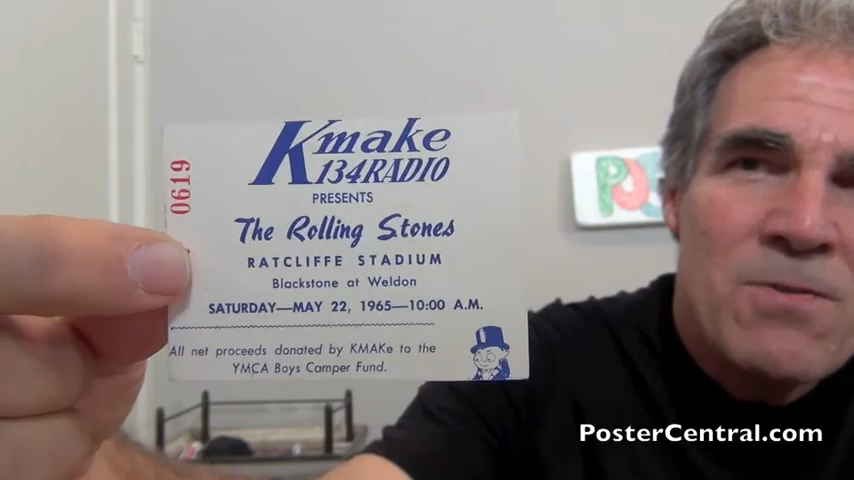 Kmake
134RADIO
PRESENTS
The Rolling Stones
RATCLIFFE STADIUM
Blackstone at Weldon
SATURDAY—MAY 22, 1965—10:00 A.M.
All net proceeds donated by KMAKe to the
YMCA Boys Camper Fund.
0619
PosterCentral.com